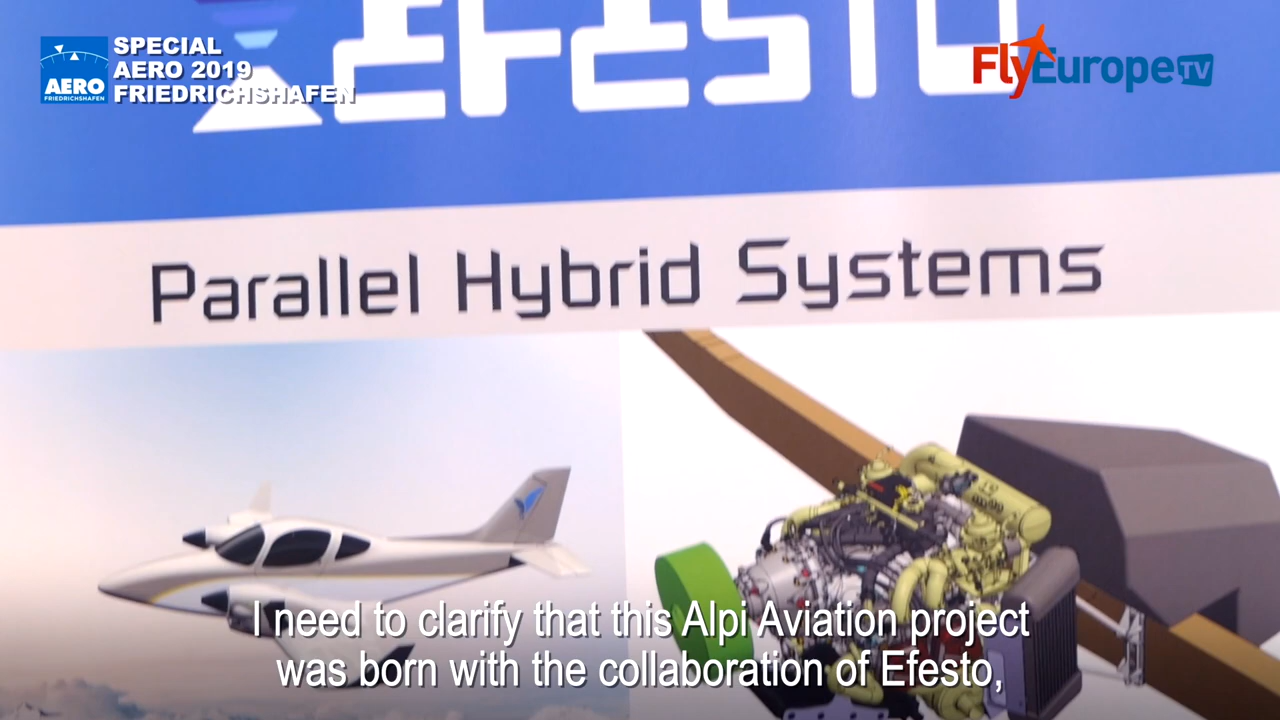 EFESTO
SPECIAL
AERO 2019
FRIEDRICHSHAFEN
AERO
FRIEDRICHSHAFEN
FlyEuropeTV
Parallel Hybrid Systems
I need to clarify that this Alpi Aviation project
was born with the collaboration of Efesto,